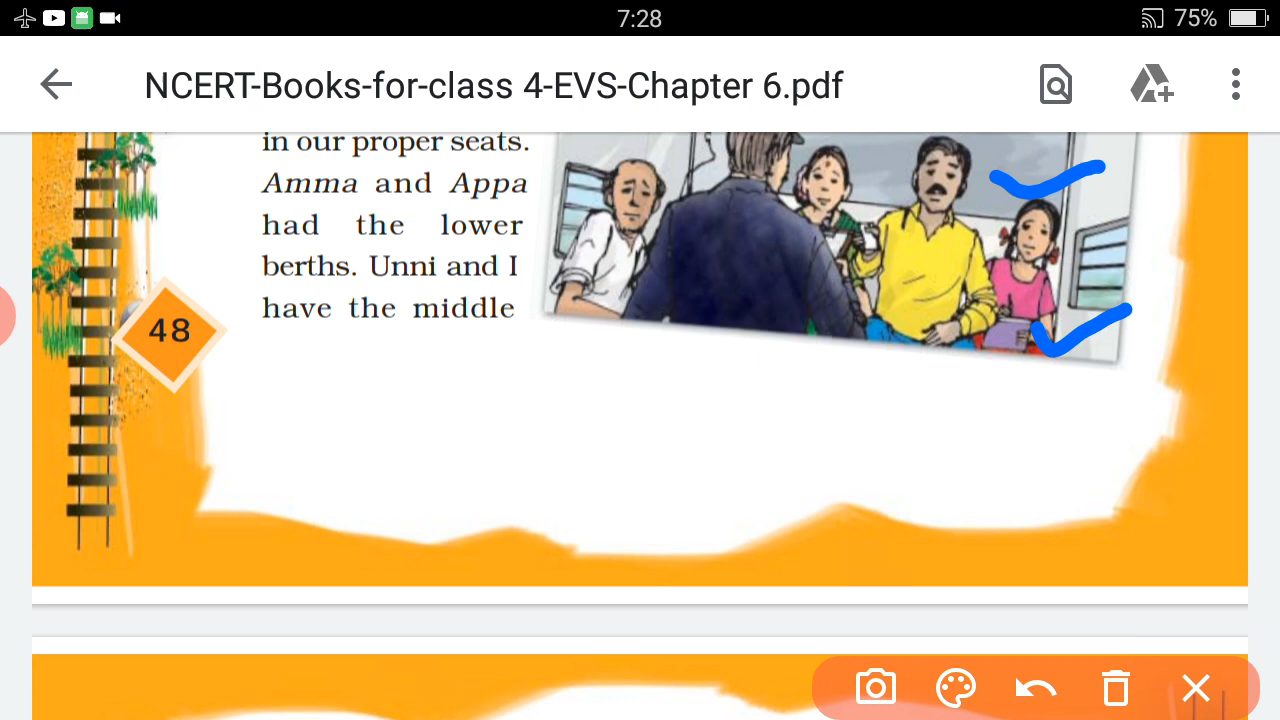 7:28
75%
NCERT-Books-for-class 4-EVS-Chapter 6.pdf
in our proper seats.
Amma and Appa
had the lower
berths. Unni and I
have the middle
48